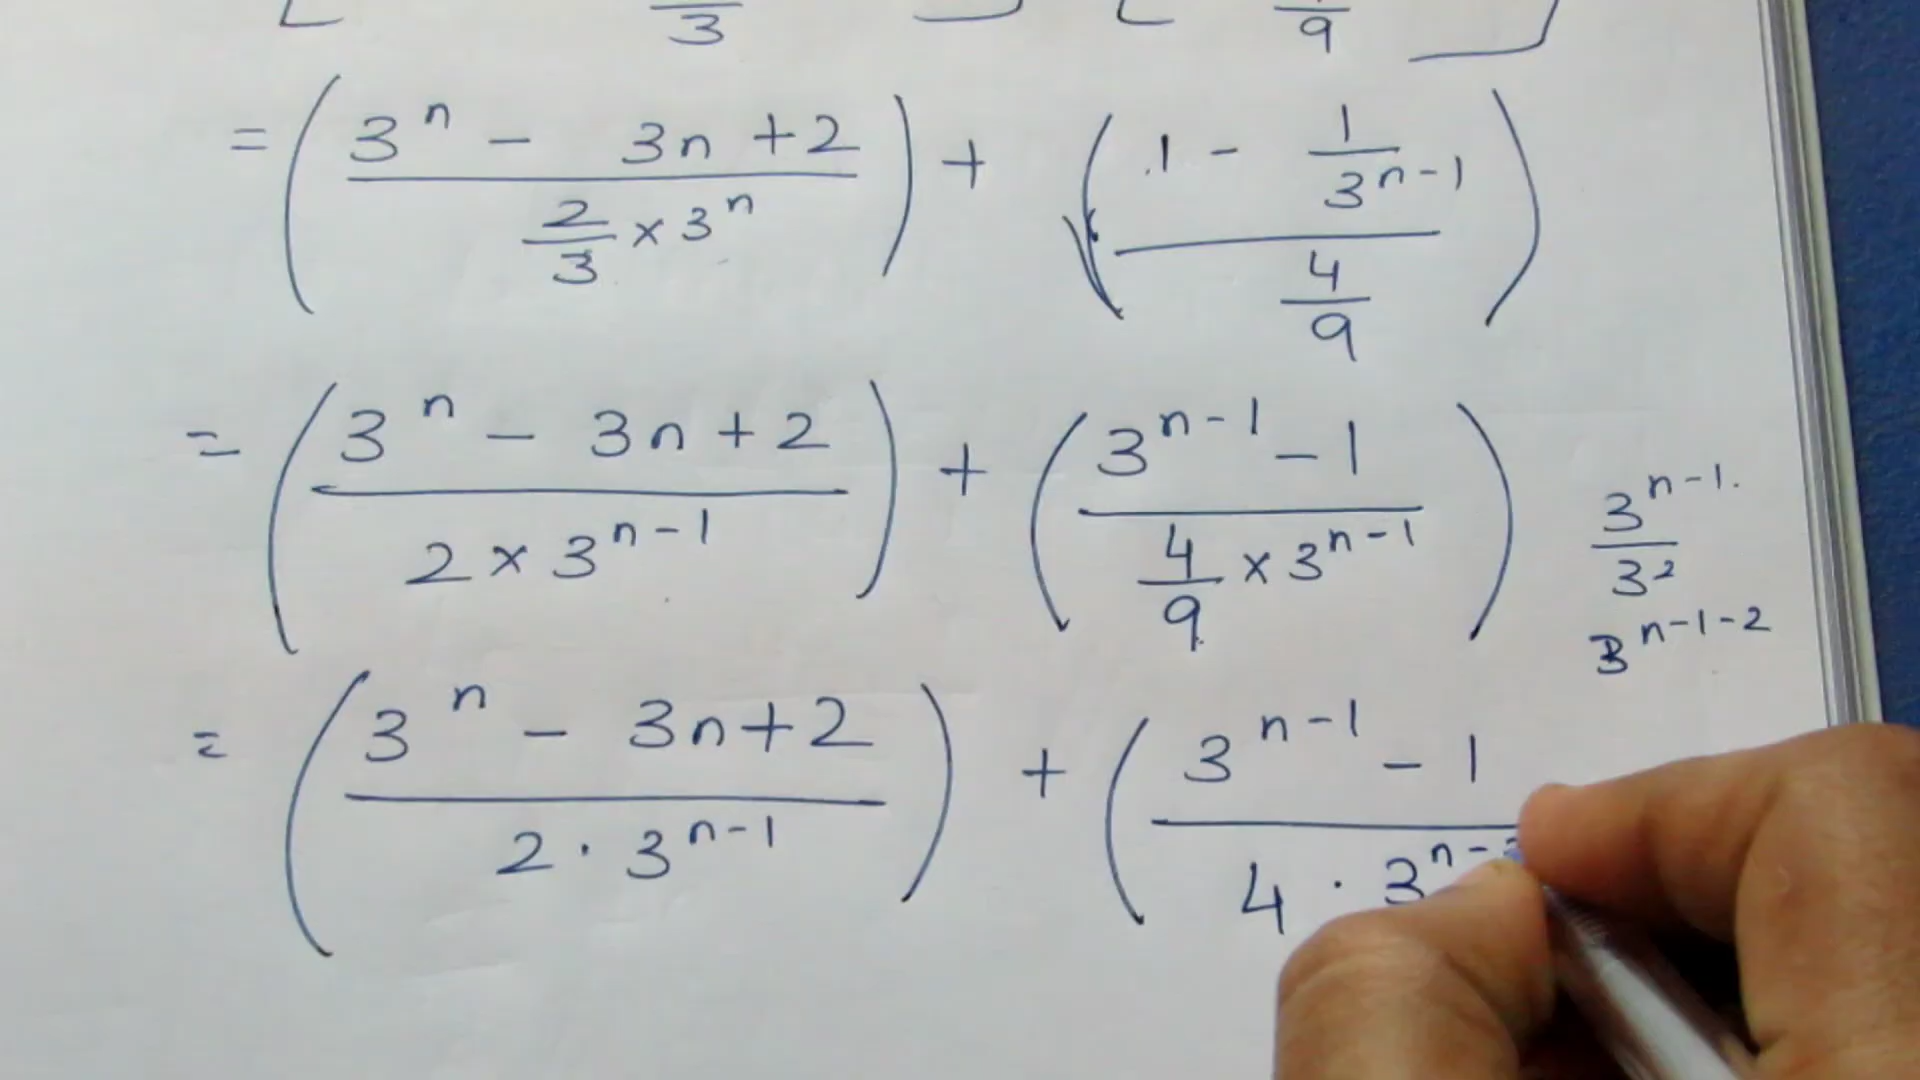 3 9
= ( (3^n - 3n + 2) / (2/3 × 3^n) ) + ( (1 - 1/3^(n-1)) / (4/9) )
= ( (3^n - 3n + 2) / (2 × 3^(n-1)) ) + ( (3^(n-1) - 1) / (4/9 × 3^(n-1)) )
3^(n-1) / 3^2
3^(n-1-2)
= ( (3^n - 3n + 2) / (2 · 3^(n-1)) ) + ( (3^(n-1) - 1) / (4 · 3^(n-